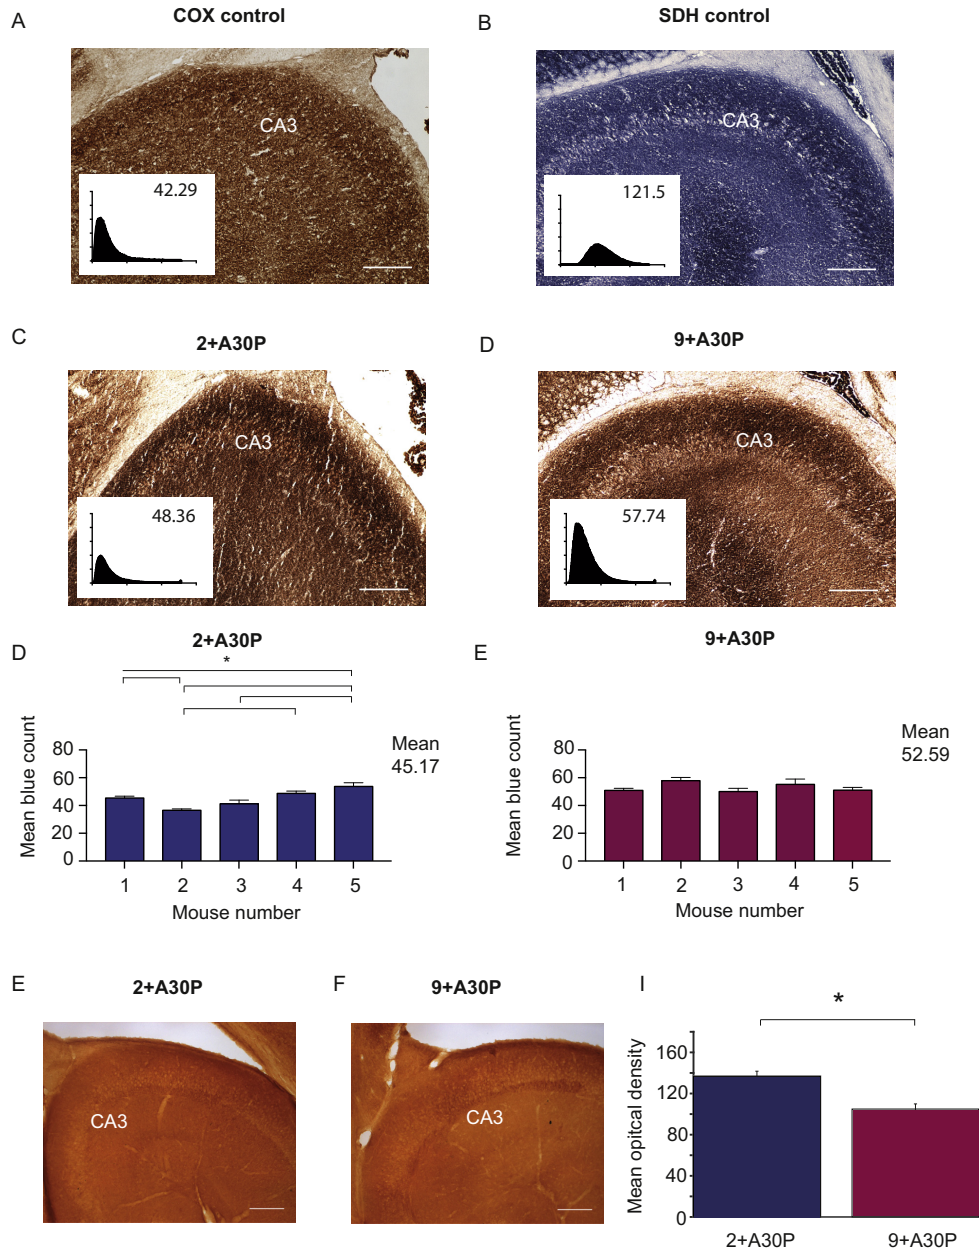 A
COX control
B
SDH control
CA3
42.29
CA3
121.5
C
2+A30P
D
9+A30P
CA3
48.36
CA3
57.74
D
2+A30P
*
Mean blue count
80
60
40
20
0
1 2 3 4 5
Mouse number
Mean
45.17
E
9+A30P
Mean blue count
80
60
40
20
0
1 2 3 4 5
Mouse number
Mean
52.59
E
2+A30P
CA3
F
9+A30P
CA3
I
*
Mean opitcal density
160
120
80
40
0
2+A30P 9+A30P